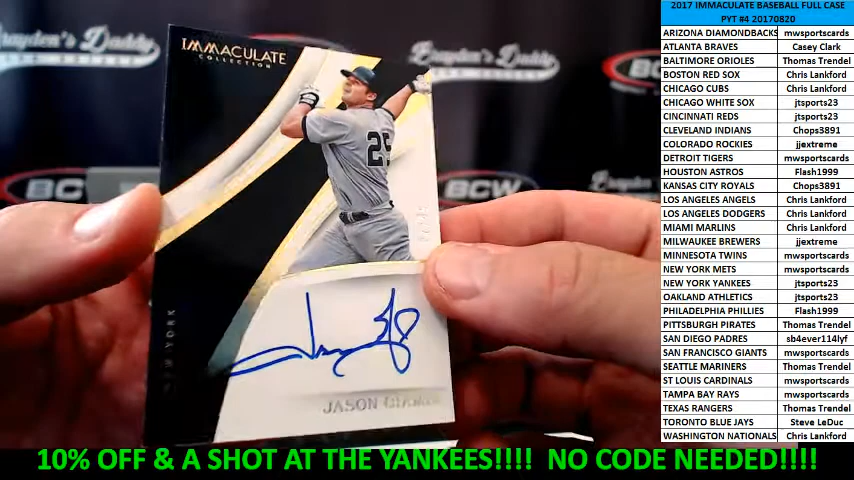 2017 IMMACULATE BASEBALL FULL CASE
PYT #4 20170820
ARIZONA DIAMONDBACKS mwsportscards
ATLANTA BRAVES Casey Clark
BALTIMORE ORIOLES Thomas Trendel
BOSTON RED SOX Chris Lankford
CHICAGO CUBS Chris Lankford
CHICAGO WHITE SOX jtsports23
CINCINNATI REDS jtsports23
CLEVELAND INDIANS Chops3891
COLORADO ROCKIES jjextreme
DETROIT TIGERS mwsportscards
HOUSTON ASTROS Flash1999
KANSAS CITY ROYALS Chops3891
LOS ANGELES ANGELS Chris Lankford
LOS ANGELES DODGERS Chris Lankford
MIAMI MARLINS Chris Lankford
MILWAUKEE BREWERS jjextreme
MINNESOTA TWINS mwsportscards
NEW YORK METS mwsportscards
NEW YORK YANKEES jtsports23
OAKLAND ATHLETICS jtsports23
PHILADELPHIA PHILLIES Flash1999
PITTSBURGH PIRATES Thomas Trendel
SAN DIEGO PADRES sb4ever114lyf
SAN FRANCISCO GIANTS mwsportscards
SEATTLE MARINERS Thomas Trendel
ST LOUIS CARDINALS mwsportscards
TAMPA BAY RAYS mwsportscards
TEXAS RANGERS Thomas Trendel
TORONTO BLUE JAYS Steve LeDuc
WASHINGTON NATIONALS Chris Lankford
Brayden's Daddy
BCW
BCW
IMMACULATE
COLLECTION
25
NEW YORK
JASON
10% OFF & A SHOT AT THE YANKEES!!!! NO CODE NEEDED!!!!